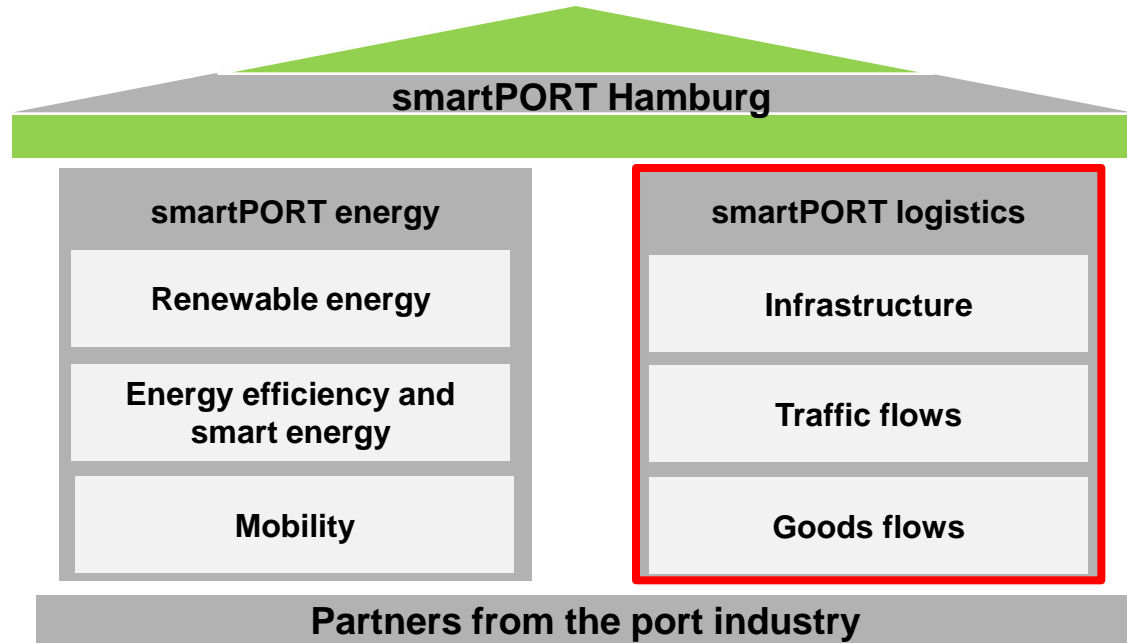 smartPORT Hamburg
smartPORT energy
Renewable energy
Energy efficiency and
smart energy
Mobility
smartPORT logistics
Infrastructure
Traffic flows
Goods flows
Partners from the port industry